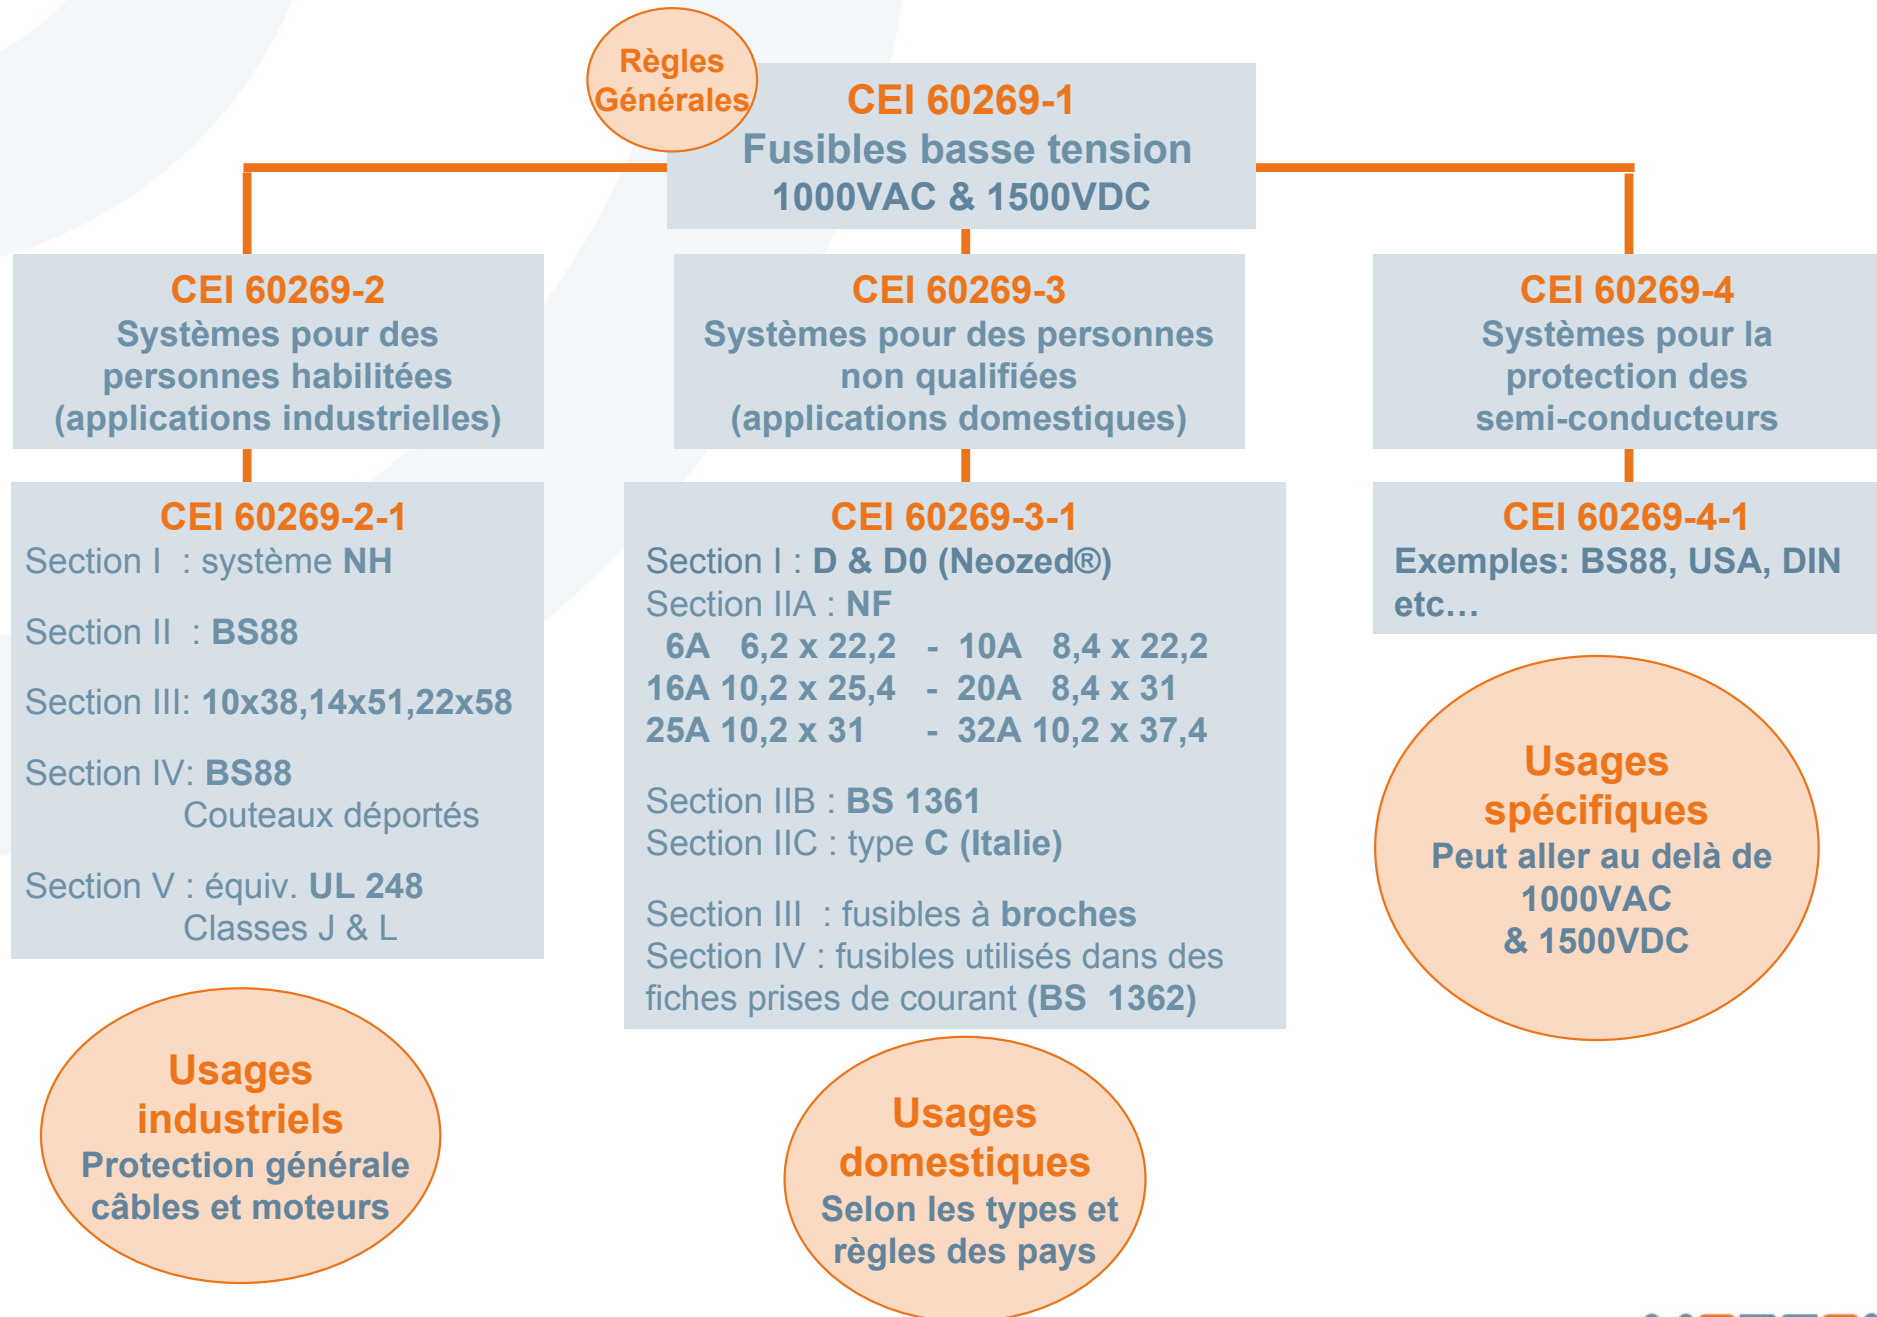 Règles
Générales
CEI 60269-1
Fusibles basse tension
1000VAC & 1500VDC
CEI 60269-2
Systèmes pour des
personnes habilitées
(applications industrielles)
CEI 60269-3
Systèmes pour des personnes
non qualifiées
(applications domestiques)
CEI 60269-4
Systèmes pour la
protection des
semi-conducteurs
CEI 60269-2-1
Section I : système NH
Section II : BS88
Section III: 10x38,14x51,22x58
Section IV: BS88
Couteaux déportés
Section V : équiv. UL 248
Classes J & L
Usages
industriels
Protection générale
câbles et moteurs
CEI 60269-3-1
Section I : D & D0 (Neozed®)
Section IIA : NF
6A 6,2 x 22,2 - 10A 8,4 x 22,2
16A 10,2 x 25,4 - 20A 8,4 x 31
25A 10,2 x 31 - 32A 10,2 x 37,4
Section IIB : BS 1361
Section IIC : type C (Italie)
Section III : fusibles à broches
Section IV : fusibles utilisés dans des
fiches prises de courant (BS 1362)
Usages
domestiques
Selon les types et
règles des pays
CEI 60269-4-1
Exemples: BS88, USA, DIN
etc…
Usages
spécifiques
Peut aller au delà de
1000VAC
& 1500VDC